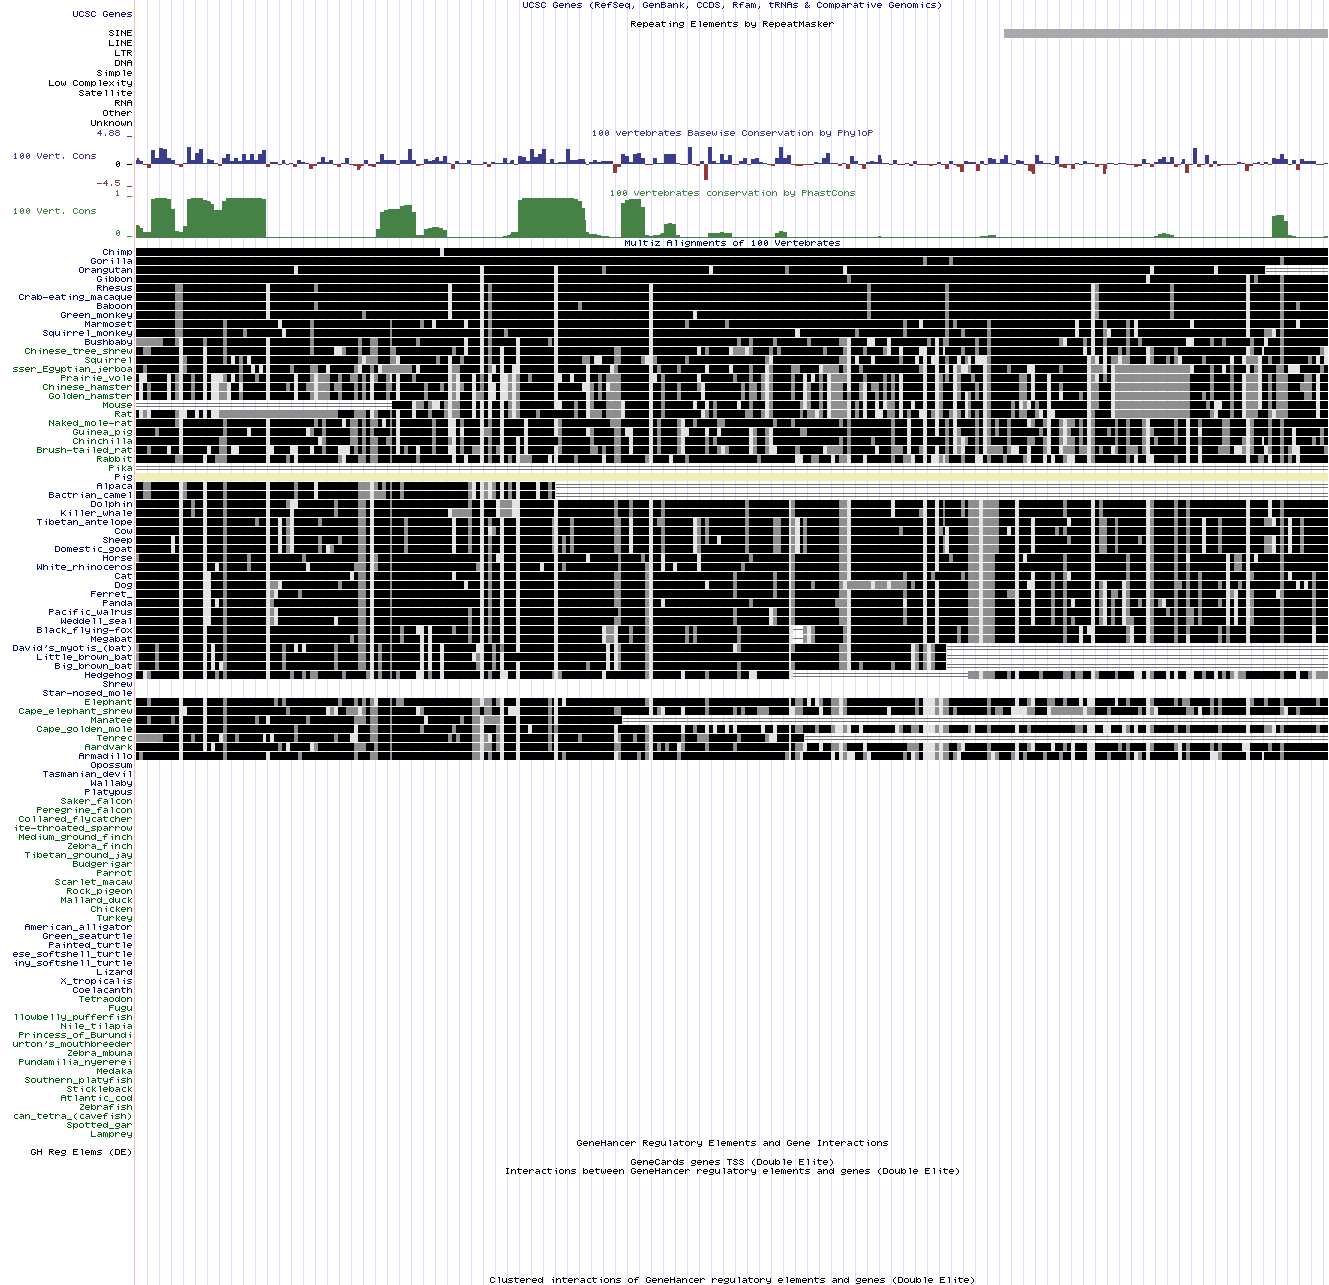 UCSC Genes (RefSeq, GenBank, CCDS, Rfam, tRNAs & Comparative Genomics)
UCSC Genes
Repeating Elements by RepeatMasker
SINE
LINE
LTR
DNA
Simple
Low Complexity
Satellite
RNA
Other
Unknown
4.88 _
100 vertebrates Basewise Conservation by PhyloP
100 Vert. Cons
0 -
-4.5 _
1 _
100 vertebrates conservation by PhastCons
100 Vert. Cons
0 _
Multiz Alignments of 100 Vertebrates
Chimp
Gorilla
Orangutan
Gibbon
Rhesus
Crab-eating_macaque
Baboon
Green_monkey
Marmoset
Squirrel_monkey
Bushbaby
Chinese_tree_shrew
Squirrel
sser_Egyptian_jerboa
Prairie_vole
Chinese_hamster
Golden_hamster
Mouse
Rat
Naked_mole-rat
Guinea_pig
Chinchilla
Brush-tailed_rat
Rabbit
Pika
Pig
Alpaca
Bactrian_camel
Dolphin
Killer_whale
Tibetan_antelope
Cow
Sheep
Domestic_goat
Horse
White_rhinoceros
Cat
Dog
Ferret_
Panda
Pacific_walrus
Weddell_seal
Black_flying-fox
Megabat
David's_myotis_(bat)
Little_brown_bat
Big_brown_bat
Hedgehog
Shrew
Star-nosed_mole
Elephant
Cape_elephant_shrew
Manatee
Cape_golden_mole
Tenrec
Aardvark
Armadillo
Opossum
Tasmanian_devil
Wallaby
Platypus
Saker_falcon
Peregrine_falcon
Collared_flycatcher
ite-throated_sparrow
Medium_ground_finch
Zebra_finch
Tibetan_ground_jay
Budgerigar
Parrot
Scarlet_macaw
Rock_pigeon
Mallard_duck
Chicken
Turkey
American_alligator
Green_seaturtle
Painted_turtle
ese_softshell_turtle
iny_softshell_turtle
Lizard
X_tropicalis
Coelacanth
Tetraodon
Fugu
llowbelly_pufferfish
Nile_tilapia
Princess_of_Burundi
urton's_mouthbreeder
Zebra_mbuna
Pundamilia_nyererei
Medaka
Southern_platyfish
Stickleback
Atlantic_cod
Zebrafish
can_tetra_(cavefish)
Spotted_gar
Lamprey
GeneHancer Regulatory Elements and Gene Interactions
GH Reg Elems (DE)
GeneCards genes TSS (Double Elite)
Interactions between GeneHancer regulatory elements and genes (Double Elite)
Clustered interactions of GeneHancer regulatory elements and genes (Double Elite)